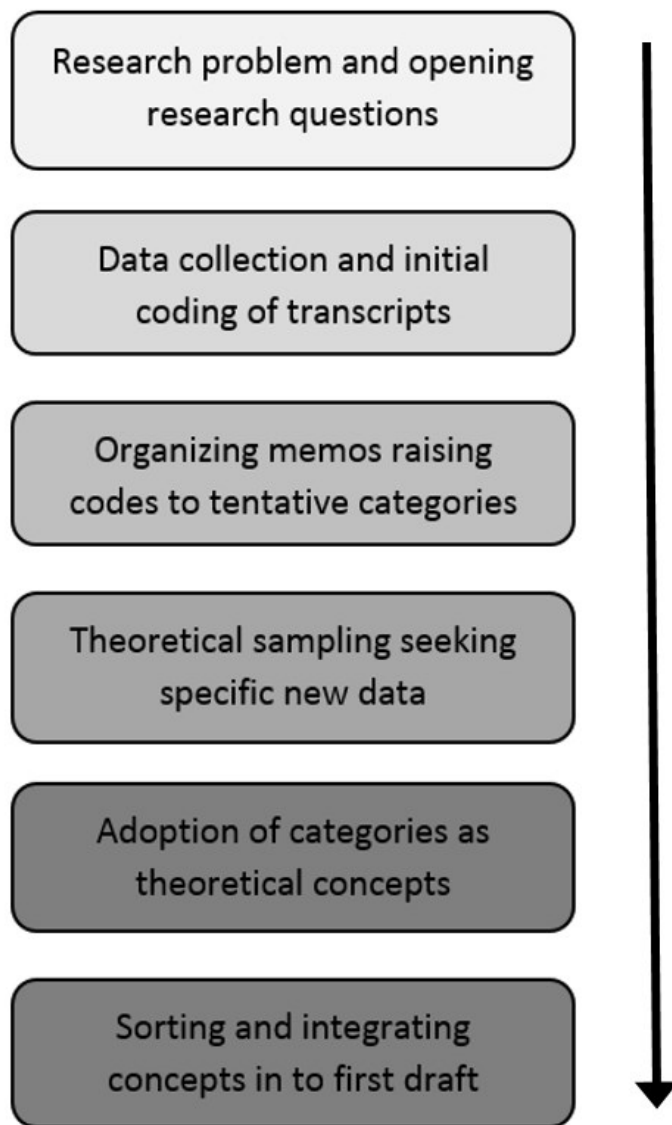 Research problem and opening
research questions
Data collection and initial
coding of transcripts
Organizing memos raising
codes to tentative categories
Theoretical sampling seeking
specific new data
Adoption of categories as
theoretical concepts
Sorting and integrating
concepts in to first draft